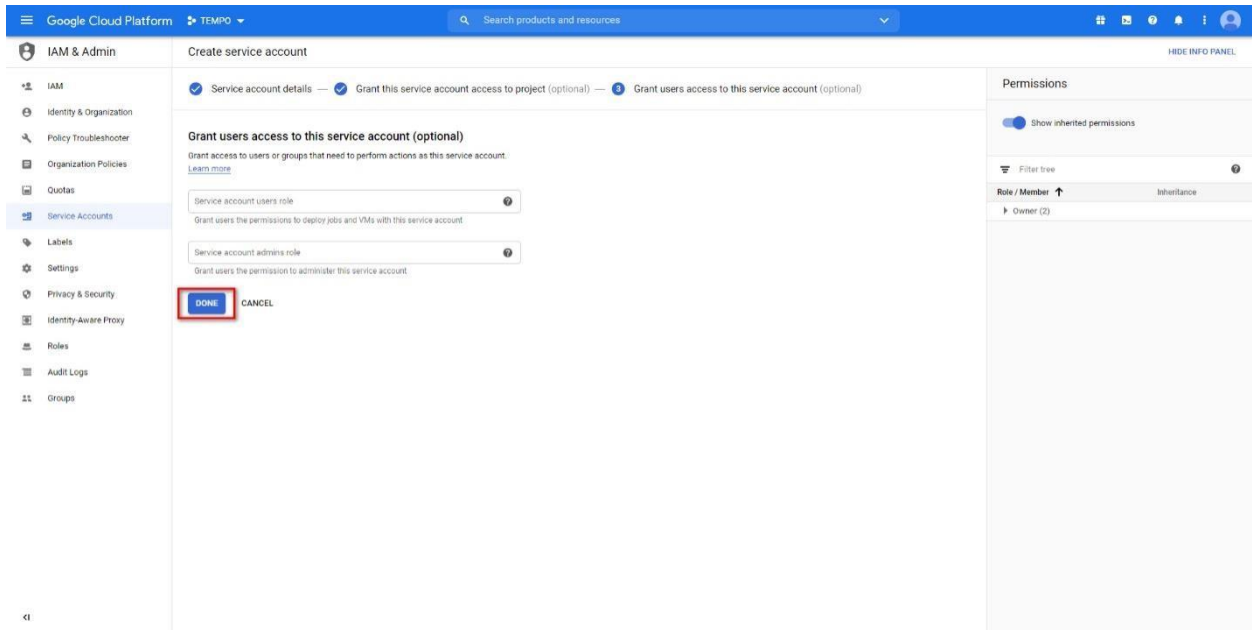 Google Cloud Platform
TEMPO
Search products and resources
IAM & Admin
Create service account
HIDE INFO PANEL
IAM
Identity & Organization
Policy Troubleshooter
Organization Policies
Quotas
Service Accounts
Labels
Settings
Privacy & Security
Identity-Aware Proxy
Roles
Audit Logs
Groups
Service account details — Grant this service account access to project (optional) — 3 Grant users access to this service account (optional)
Grant users access to this service account (optional)
Grant access to users or groups that need to perform actions as this service account.
Learn more
Service account users role
Grant users the permissions to deploy jobs and VMs with this service account
Service account admins role
Grant users the permission to administer this service account
DONE CANCEL
Permissions
Show inherited permissions
Filter tree
Role / Member Inheritance
Owner (2)